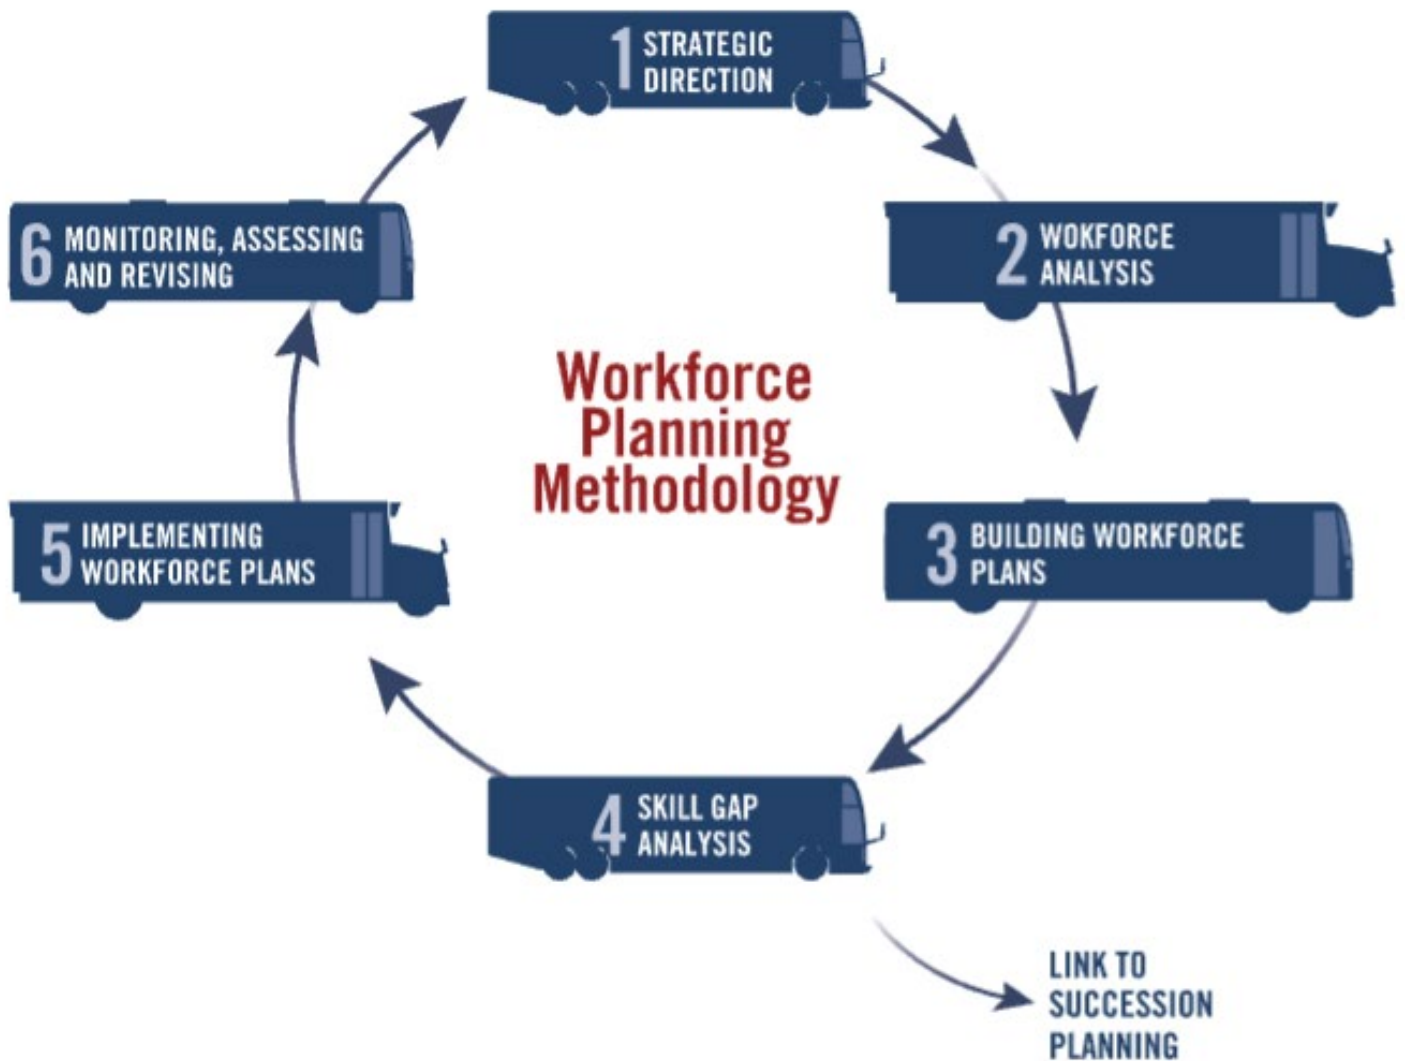 1 STRATEGIC
DIRECTION
2 WOKFORCE
ANALYSIS
3 BUILDING WORKFORCE
PLANS
4 SKILL GAP
ANALYSIS
5 IMPLEMENTING
WORKFORCE PLANS
6 MONITORING, ASSESSING
AND REVISING
Workforce
Planning
Methodology
LINK TO
SUCCESSION
PLANNING